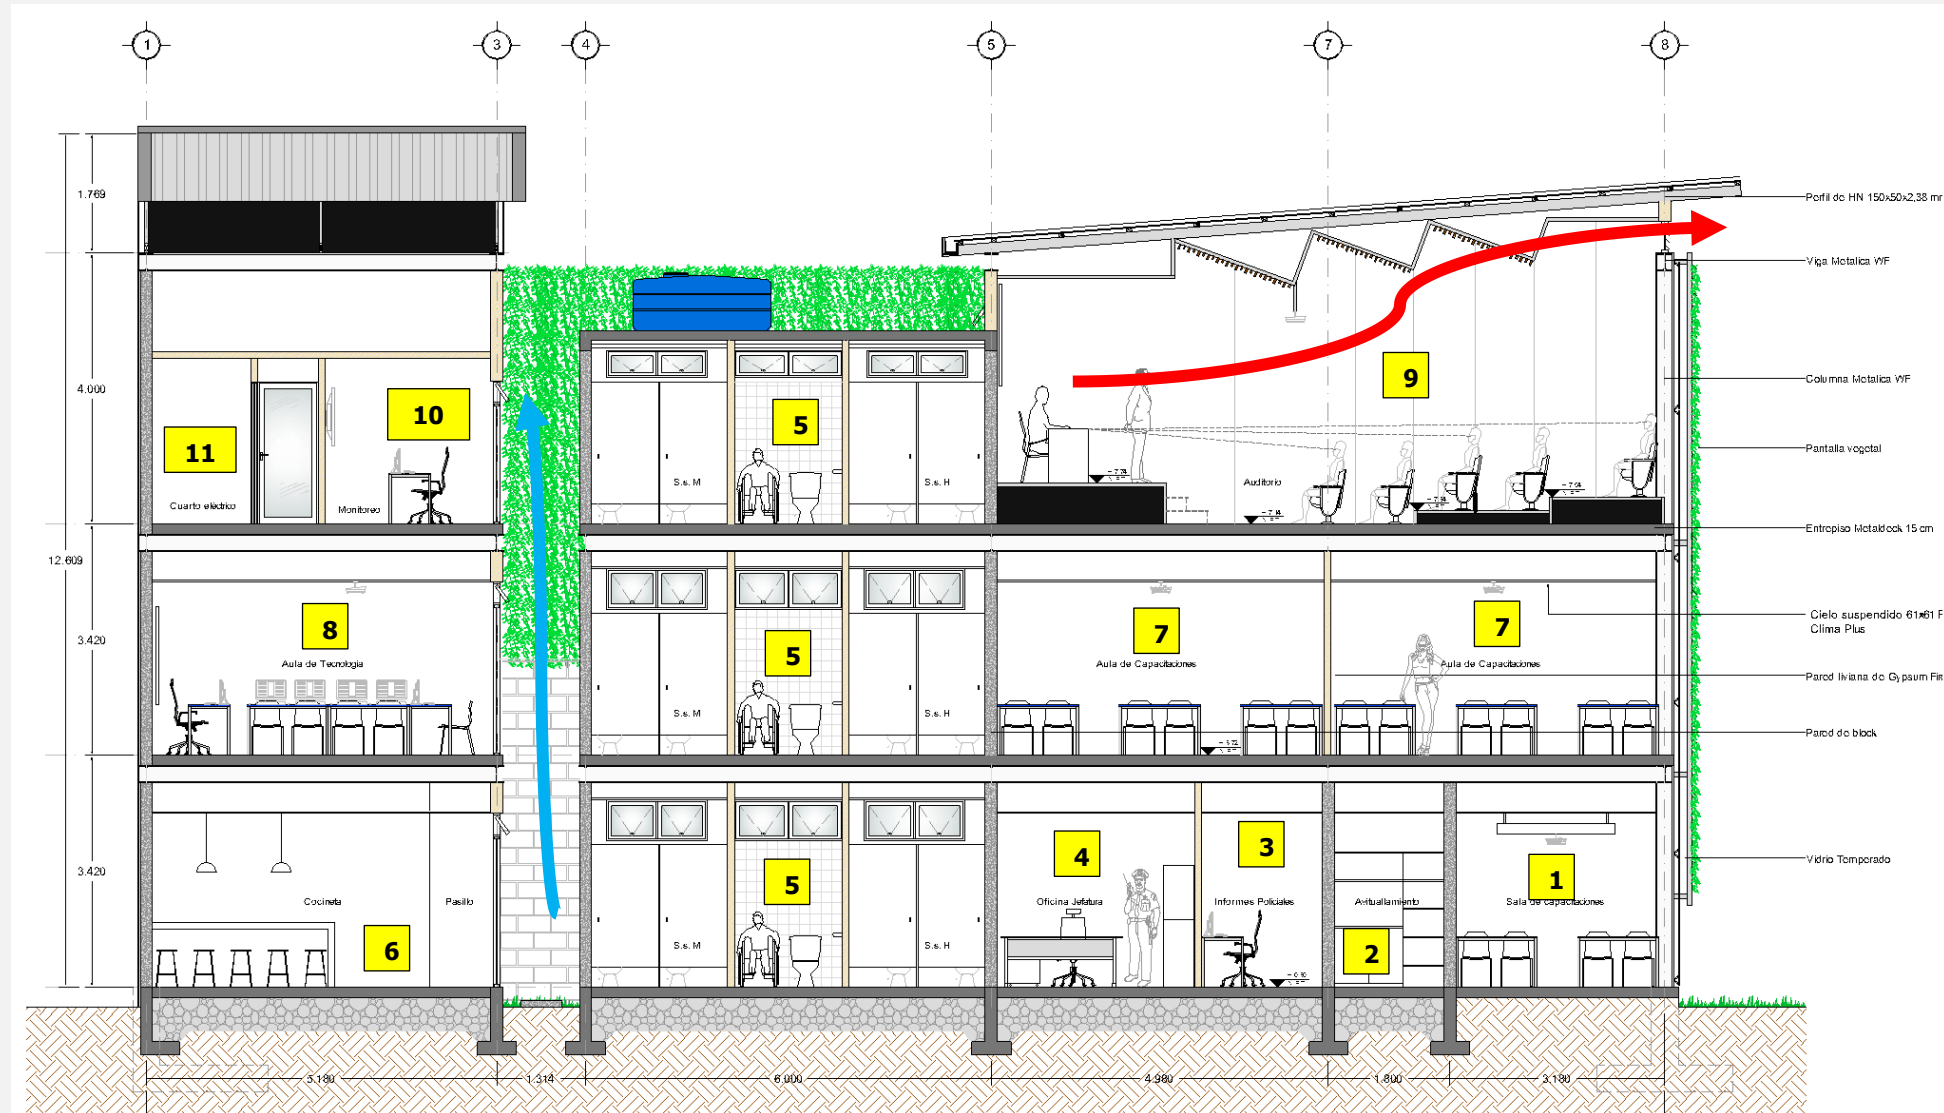 1 3 4 5 7 8
1.769
4.000
12.609
3.420
3.420
Perfil de HN 150x50x2,38 mr
Viga Metalica WF
Columna Metalica WF
Pantalla vegetal
Entrepiso Metaldeck 15 cm
Cielo suspendido 61x61 F
Clima Plus
Pared liviana de Gypsum Fir
Pared de block
Vidrio Temperado
11
Cuarto eléctrico
10
Monitoreo
5
S.s. M
S.s. H
9
Auditorio
8
Aula de Tecnología
5
S.s. M
S.s. H
7
Aula de Capacitaciones
7
Aula de Capacitaciones
6
Cocineta
Pasillo
5
S.s. M
S.s. H
4
Oficina Jefatura
3
Informes Policiales
2
Avituallamiento
1
Sala de capacitaciones
5.180 1.314 6.000 4.980 1.800 3.180